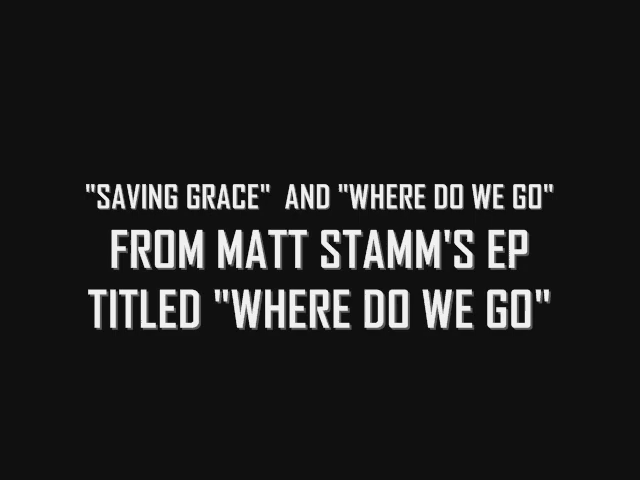 "SAVING GRACE"  AND "WHERE DO WE GO"
FROM MATT STAMM'S EP
TITLED "WHERE DO WE GO"